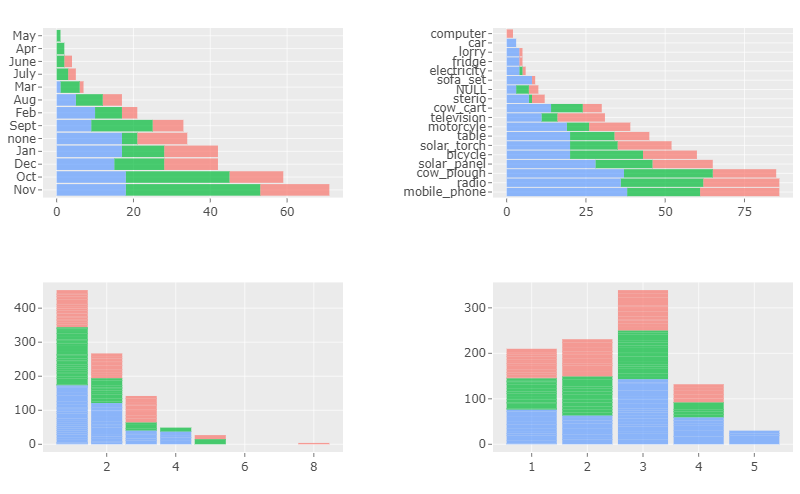 May
Apr
June
July
Mar
Aug
Feb
Sept
none
Jan
Dec
Oct
Nov
0 20 40 60
computer
car
lorry
fridge
electricity
sofa_set
NULL
sterio
cow_cart
television
motorcyle
table
solar_torch
bicycle
solar_panel
cow_plough
radio
mobile_phone
0 25 50 75
400
300
200
100
0
2 4 6 8
300
200
100
0
1 2 3 4 5